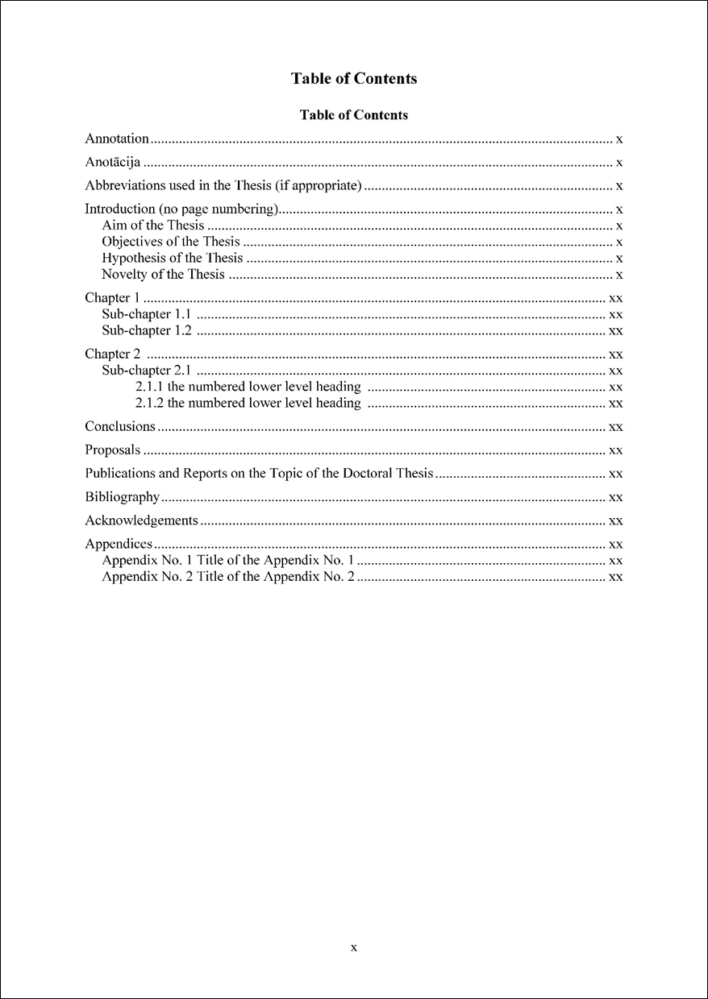 Table of Contents
Table of Contents
Annotation.................................................................................................................................. x
Anotācija .................................................................................................................................... x
Abbreviations used in the Thesis (if appropriate)...................................................................... x
Introduction (no page numbering).............................................................................................. x
Aim of the Thesis .................................................................................................................. x
Objectives of the Thesis ........................................................................................................ x
Hypothesis of the Thesis ....................................................................................................... x
Novelty of the Thesis ............................................................................................................ x
Chapter 1 .................................................................................................................................. xx
Sub-chapter 1.1 ................................................................................................................... xx
Sub-chapter 1.2 ................................................................................................................... xx
Chapter 2 ................................................................................................................................. xx
Sub-chapter 2.1 ................................................................................................................... xx
2.1.1 the numbered lower level heading ................................................................... xx
2.1.2 the numbered lower level heading ................................................................... xx
Conclusions .............................................................................................................................. xx
Proposals .................................................................................................................................. xx
Publications and Reports on the Topic of the Doctoral Thesis................................................ xx
Bibliography............................................................................................................................. xx
Acknowledgements .................................................................................................................. xx
Appendices............................................................................................................................... xx
Appendix No. 1 Title of the Appendix No. 1 ...................................................................... xx
Appendix No. 2 Title of the Appendix No. 2 ...................................................................... xx
x